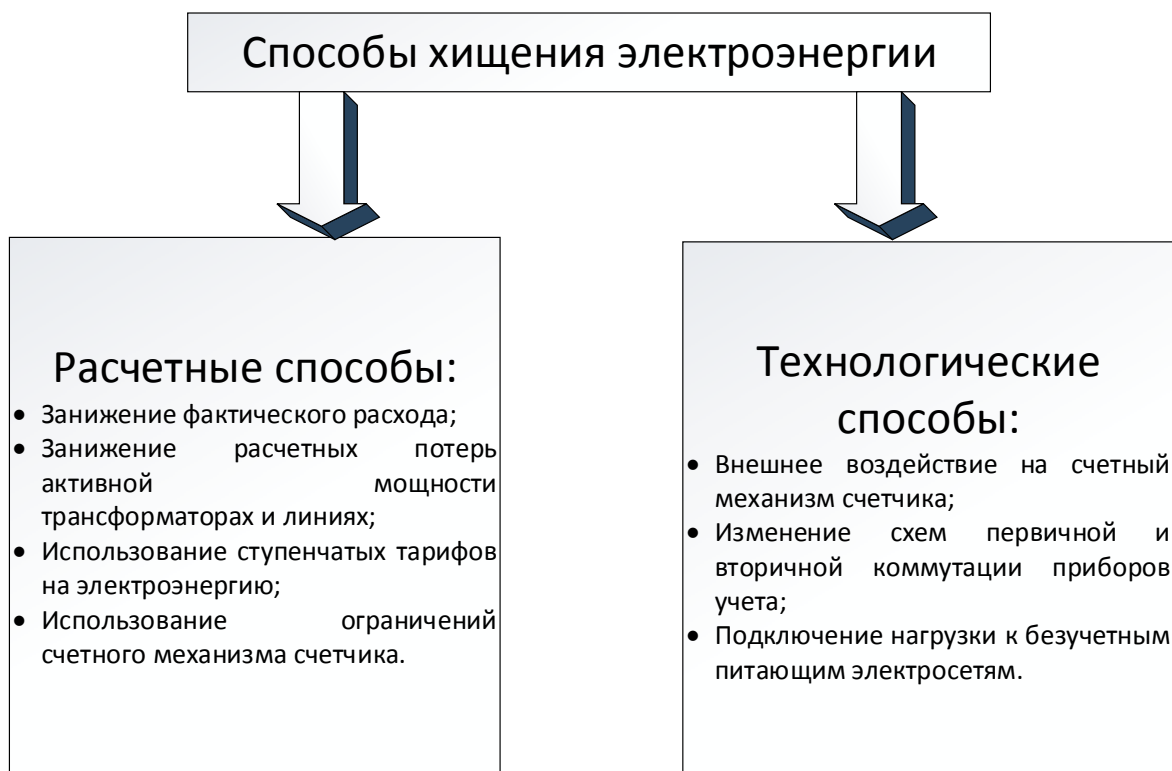 Способы хищения электроэнергии
Расчетные способы:
• Занижение фактического расхода;
• Занижение расчетных потерь
активной мощности
трансформаторах и линиях;
• Использование ступенчатых тарифов
на электроэнергию;
• Использование ограничений
счетного механизма счетчика.
Технологические
способы:
• Внешнее воздействие на счетный
механизм счетчика;
• Изменение схем первичной и
вторичной коммутации приборов
учета;
• Подключение нагрузки к безучетным
питающим электросетям.